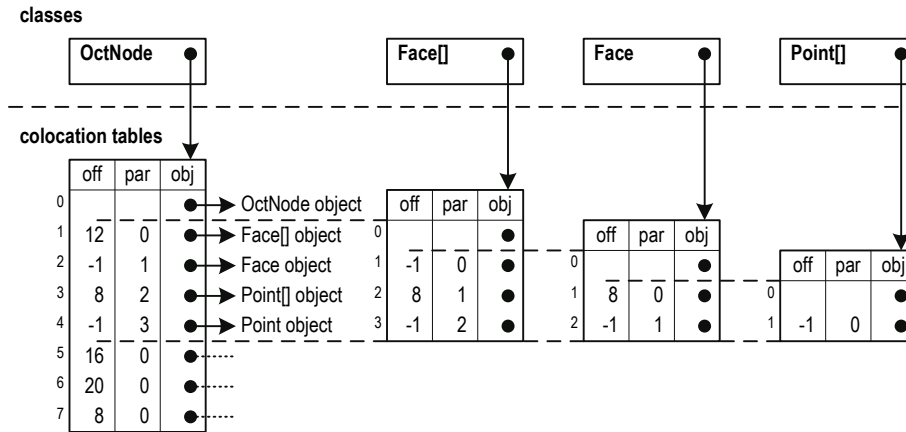 classes
OctNode Face[] Face Point[]
colocation tables
off par obj
0 OctNode object off par obj
1 12 0 Face[] object 0 off par obj
2 -1 1 Face object 1 -1 0 0 off par obj
3 8 2 Point[] object 2 8 1 1 8 0 0
4 -1 3 Point object 3 -1 2 2 -1 1 1 -1 0
5 16 0
6 20 0
7 8 0